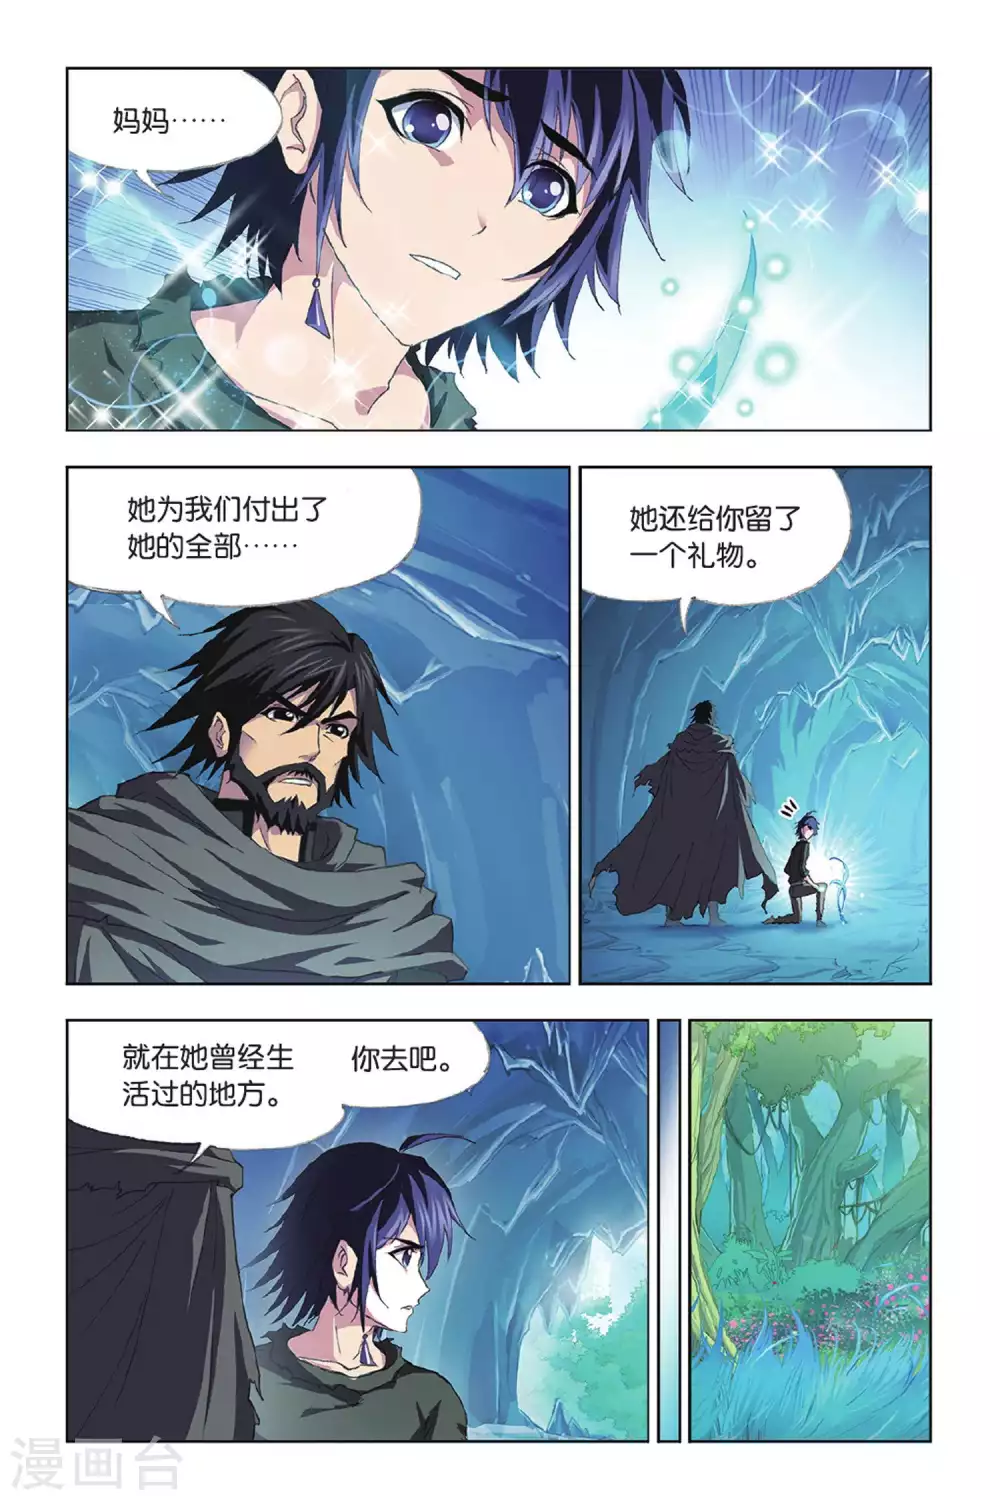 妈妈……
她为我们付出了
她的全部……
她还给你留了
一个礼物。
就在她曾经生
活过的地方。
你去吧。
漫画台